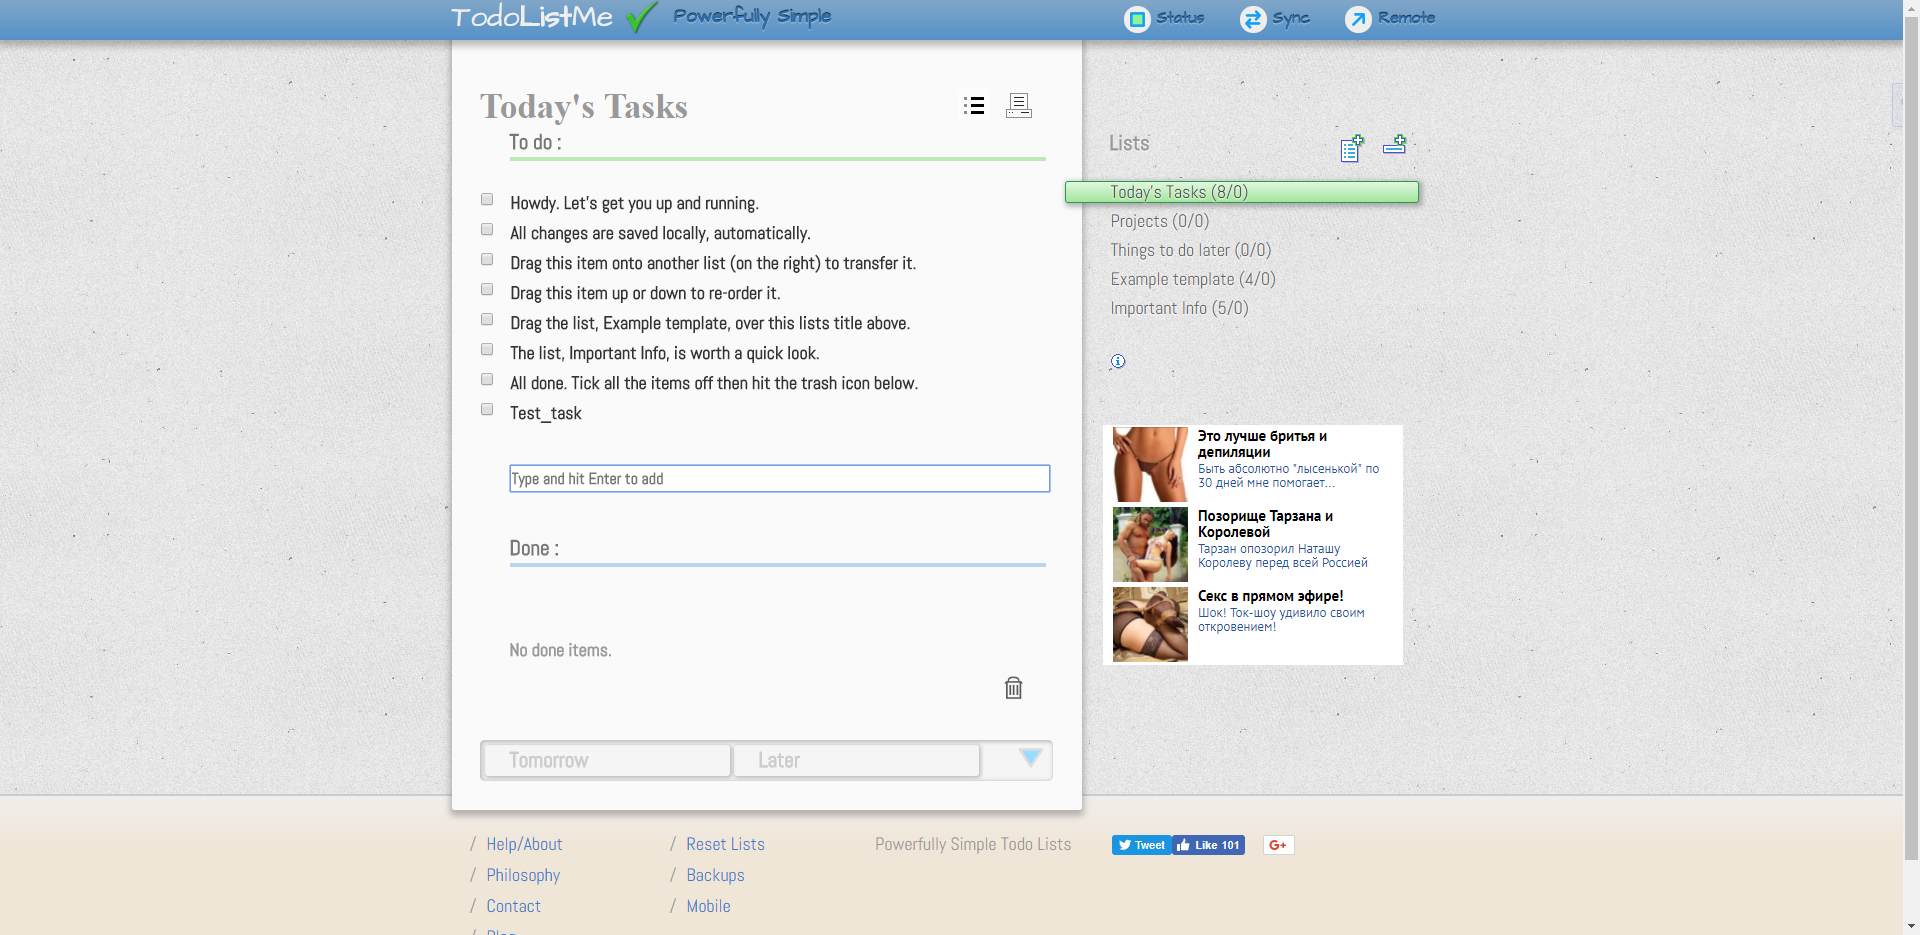 TodoListMe Powerfully Simple
Status Sync Remote
Today's Tasks
To do :
Howdy. Let's get you up and running.
All changes are saved locally, automatically.
Drag this item onto another list (on the right) to transfer it.
Drag this item up or down to re-order it.
Drag the list, Example template, over this lists title above.
The list, Important Info, is worth a quick look.
All done. Tick all the items off then hit the trash icon below.
Test_task
Type and hit Enter to add
Done :
No done items.
Tomorrow
Later
Lists
Today's Tasks (8/0)
Projects (0/0)
Things to do later (0/0)
Example template (4/0)
Important Info (5/0)
Это лучше бритья и
депиляции
Быть абсолютно "лысенькой" по
30 дней мне помогает...
Позорище Тарзана и
Королевой
Тарзан опозорил Наташу
Королеву перед всей Россией
Секс в прямом эфире!
Шок! Ток-шоу удивило своим
откровением!
/ Help/About
/ Philosophy
/ Contact
Blog
/ Reset Lists
/ Backups
/ Mobile
Powerfully Simple Todo Lists
Tweet
Like 101
G+